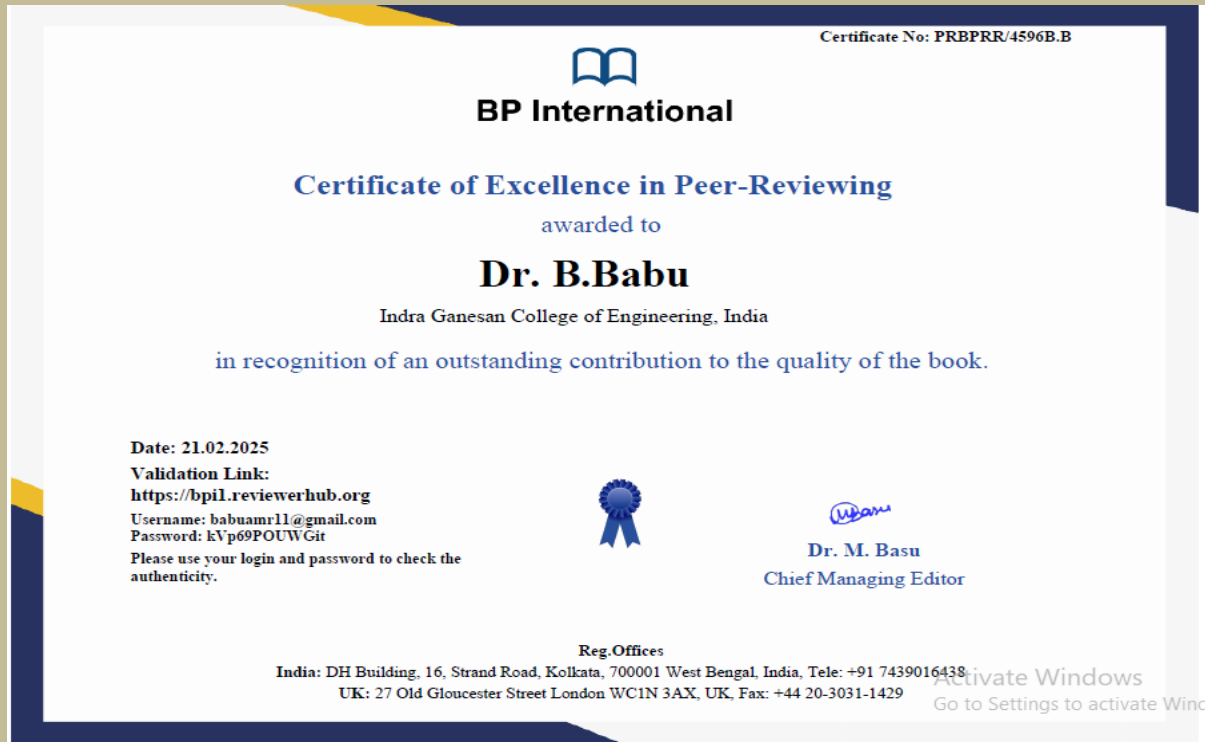 Certificate No: PRBPRR/4596B.B
BP International
Certificate of Excellence in Peer-Reviewing
awarded to
Dr. B.Babu
Indra Ganesan College of Engineering, India
in recognition of an outstanding contribution to the quality of the book.
Date: 21.02.2025
Validation Link:
https://bpi1.reviewerhub.org
Username: babuamr11@gmail.com
Password: kVp69POUWGit
Please use your login and password to check the
authenticity.
Dr. M. Basu
Chief Managing Editor
Reg.Offices
India: DH Building, 16, Strand Road, Kolkata, 700001 West Bengal, India, Tele: +91 7439016438
UK: 27 Old Gloucester Street London WC1N 3AX, UK, Fax: +44 20-3031-1429
Activate Windows
Go to Settings to activate Wind